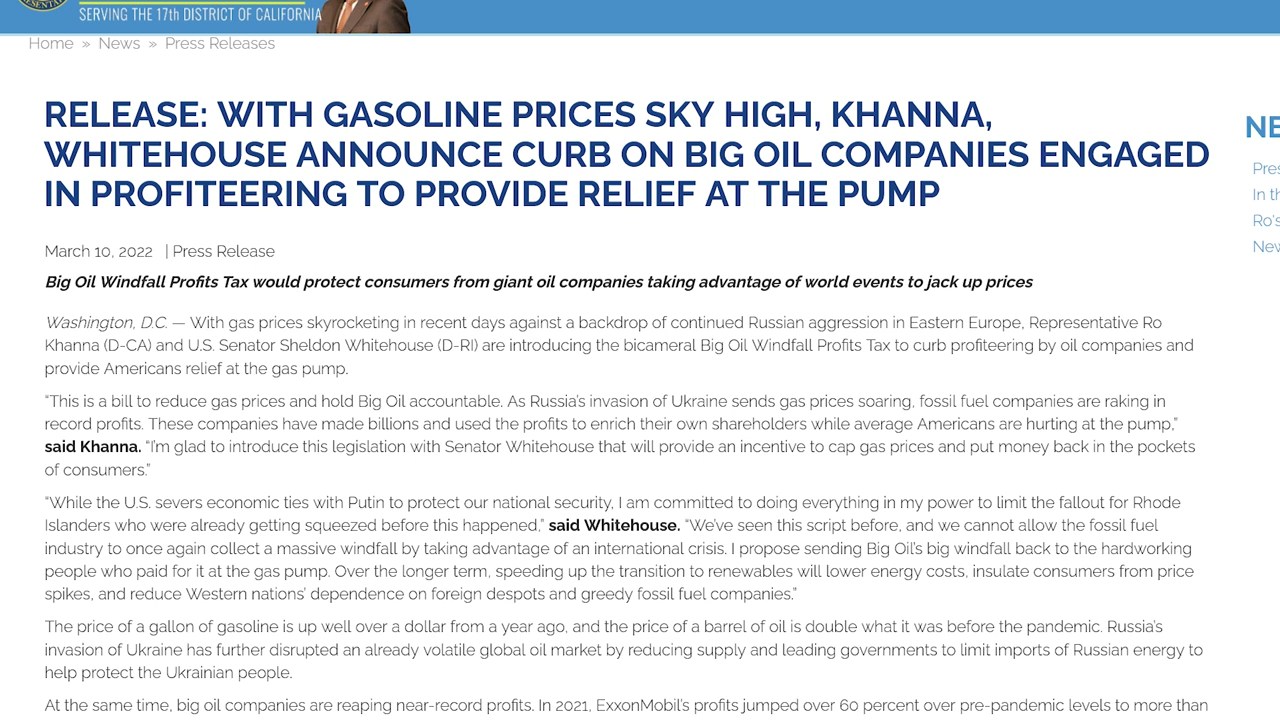 SERVING THE 17th DISTRICT OF CALIFORNIA
Home » News » Press Releases
RELEASE: WITH GASOLINE PRICES SKY HIGH, KHANNA,
WHITEHOUSE ANNOUNCE CURB ON BIG OIL COMPANIES ENGAGED
IN PROFITEERING TO PROVIDE RELIEF AT THE PUMP
March 10, 2022 | Press Release
Big Oil Windfall Profits Tax would protect consumers from giant oil companies taking advantage of world events to jack up prices
Washington, D.C. — With gas prices skyrocketing in recent days against a backdrop of continued Russian aggression in Eastern Europe, Representative Ro
Khanna (D-CA) and U.S. Senator Sheldon Whitehouse (D-RI) are introducing the bicameral Big Oil Windfall Profits Tax to curb profiteering by oil companies and
provide Americans relief at the gas pump.
“This is a bill to reduce gas prices and hold Big Oil accountable. As Russia’s invasion of Ukraine sends gas prices soaring, fossil fuel companies are raking in
record profits. These companies have made billions and used the profits to enrich their own shareholders while average Americans are hurting at the pump,”
said Khanna. “I’m glad to introduce this legislation with Senator Whitehouse that will provide an incentive to cap gas prices and put money back in the pockets
of consumers.”
“While the U.S. severs economic ties with Putin to protect our national security, I am committed to doing everything in my power to limit the fallout for Rhode
Islanders who were already getting squeezed before this happened,” said Whitehouse. “We’ve seen this script before, and we cannot allow the fossil fuel
industry to once again collect a massive windfall by taking advantage of an international crisis. I propose sending Big Oil’s big windfall back to the hardworking
people who paid for it at the gas pump. Over the longer term, speeding up the transition to renewables will lower energy costs, insulate consumers from price
spikes, and reduce Western nations’ dependence on foreign despots and greedy fossil fuel companies.”
The price of a gallon of gasoline is up well over a dollar from a year ago, and the price of a barrel of oil is double what it was before the pandemic. Russia’s
invasion of Ukraine has further disrupted an already volatile global oil market by reducing supply and leading governments to limit imports of Russian energy to
help protect the Ukrainian people.
At the same time, big oil companies are reaping near-record profits. In 2021, ExxonMobil’s profits jumped over 60 percent over pre-pandemic levels to more than
NE
Pres
In th
Ro's
New